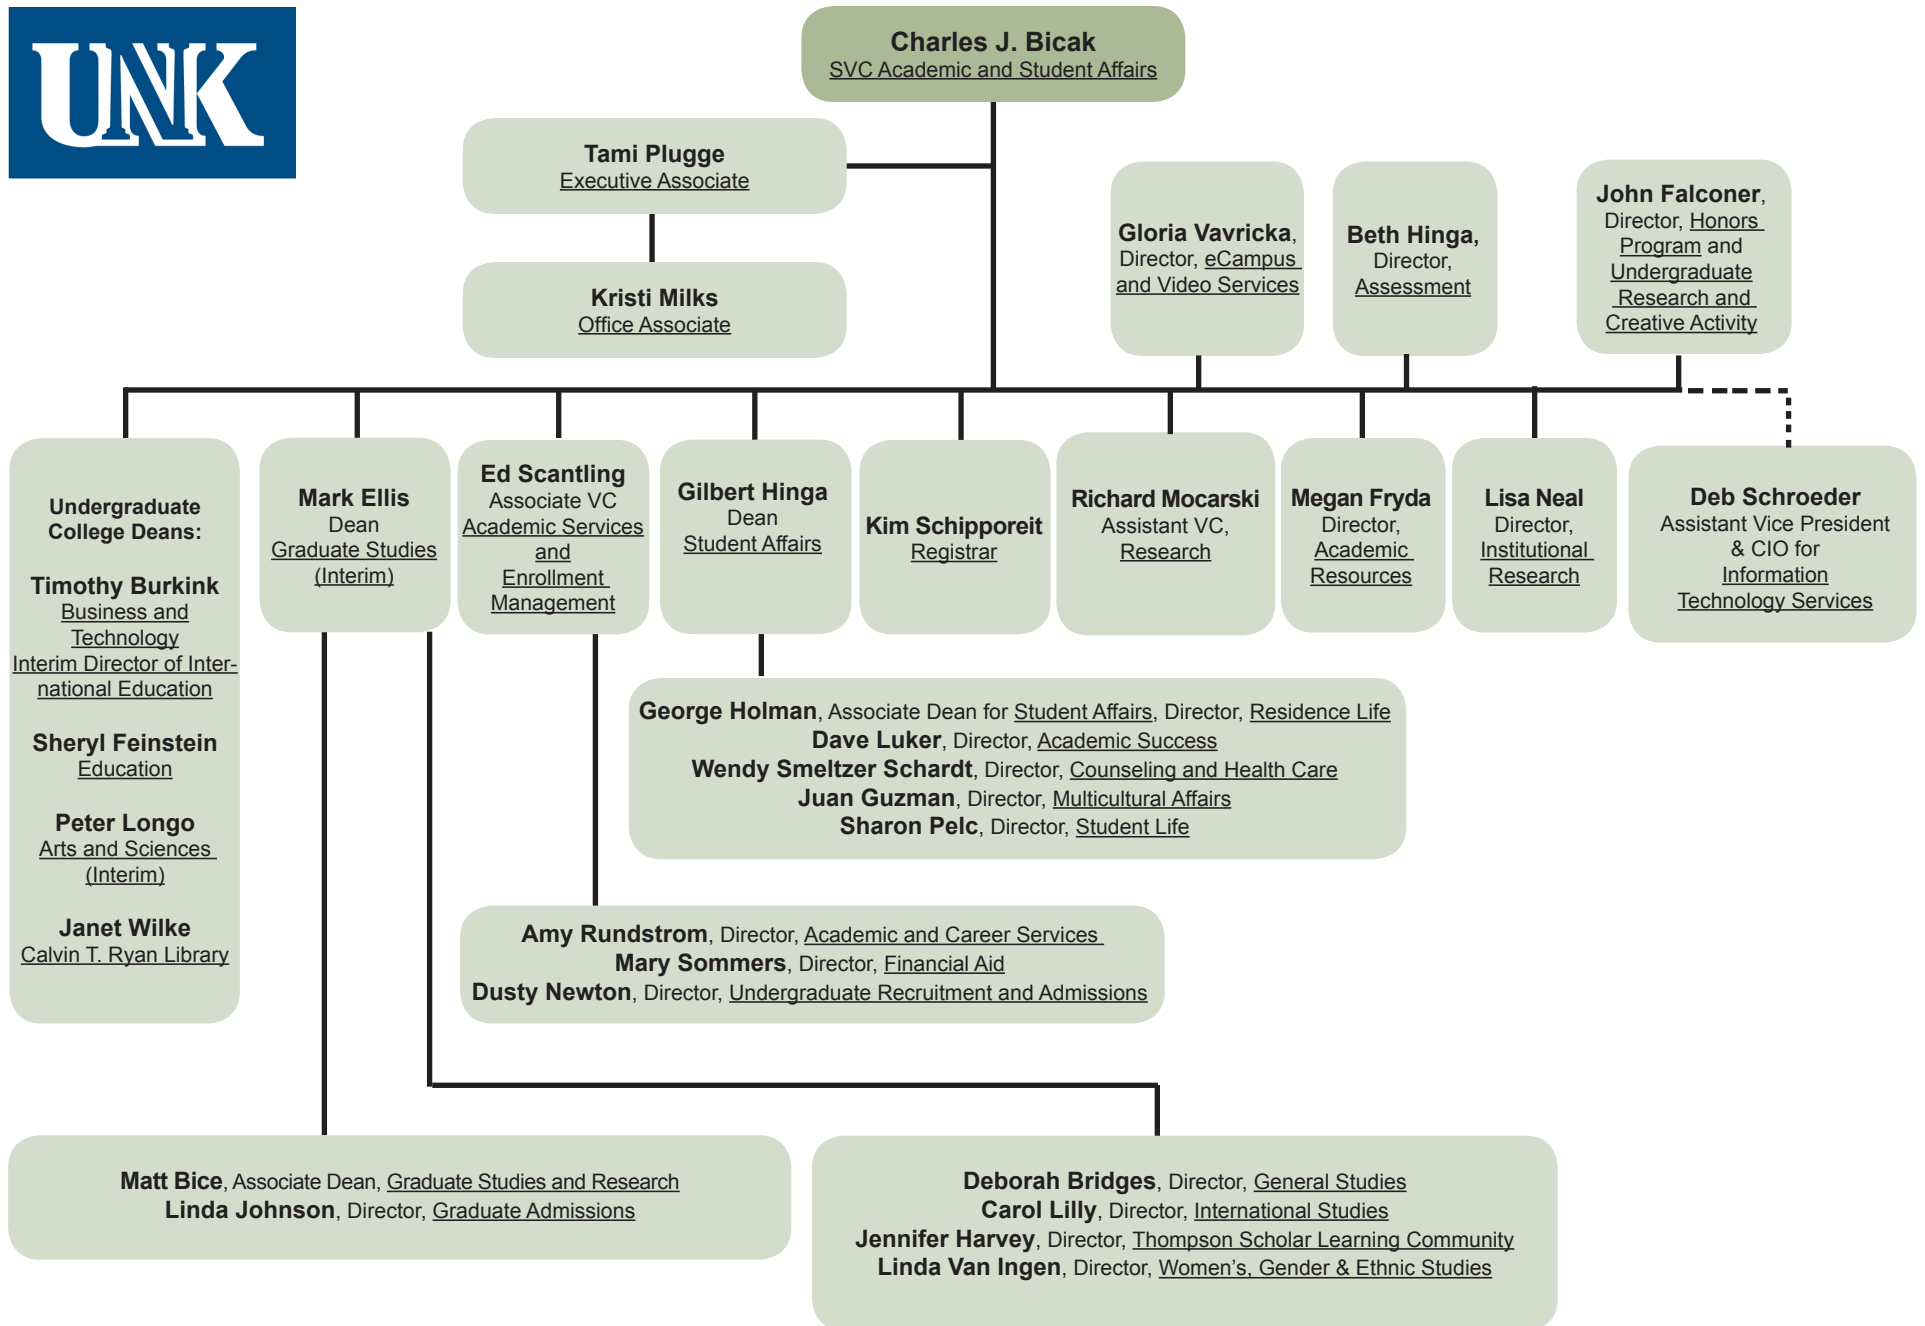 UNK
Charles J. Bicak
SVC Academic and Student Affairs
Tami Plugge
Executive Associate
Kristi Milks
Office Associate
Gloria Vavricka,
Director, eCampus
and Video Services
Beth Hinga,
Director,
Assessment
John Falconer,
Director, Honors
Program and
Undergraduate
Research and
Creative Activity
Undergraduate
College Deans:
Timothy Burkink
Business and
Technology
Interim Director of Inter-
national Education
Sheryl Feinstein
Education
Peter Longo
Arts and Sciences
(Interim)
Janet Wilke
Calvin T. Ryan Library
Mark Ellis
Dean
Graduate Studies
(Interim)
Ed Scantling
Associate VC
Academic Services
and
Enrollment
Management
Gilbert Hinga
Dean
Student Affairs
Kim Schipporeit
Registrar
Richard Mocarski
Assistant VC,
Research
Megan Fryda
Director,
Academic
Resources
Lisa Neal
Director,
Institutional
Research
Deb Schroeder
Assistant Vice President
& CIO for
Information
Technology Services
George Holman, Associate Dean for Student Affairs, Director, Residence Life
Dave Luker, Director, Academic Success
Wendy Smeltzer Schardt, Director, Counseling and Health Care
Juan Guzman, Director, Multicultural Affairs
Sharon Pelc, Director, Student Life
Amy Rundstrom, Director, Academic and Career Services
Mary Sommers, Director, Financial Aid
Dusty Newton, Director, Undergraduate Recruitment and Admissions
Matt Bice, Associate Dean, Graduate Studies and Research
Linda Johnson, Director, Graduate Admissions
Deborah Bridges, Director, General Studies
Carol Lilly, Director, International Studies
Jennifer Harvey, Director, Thompson Scholar Learning Community
Linda Van Ingen, Director, Women's, Gender & Ethnic Studies